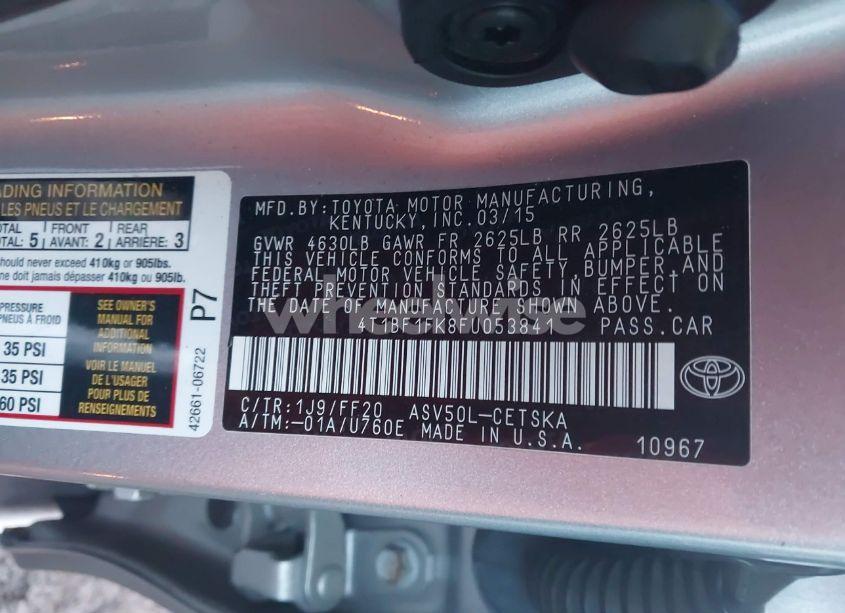 ADING INFORMATION
LES PNEUS ET LE CHARGEMENT
OTAL FRONT REAR
OTAL: 5 AVANT: 2 ARRIÈRE: 3
hould never exceed 410kg or 905lbs.
ne doit jamais dépasser 410kg ou 905lb.
PRESSURE
PNEUS À FROID
35 PSI
35 PSI
60 PSI
SEE OWNER'S
MANUAL FOR
ADDITIONAL
INFORMATION
VOIR LE MANUEL
DE L'USAGER
POUR PLUS DE
RENSEIGNEMENTS
42661-06722 P7
MFD.BY:TOYOTA MOTOR MANUFACTURING,
KENTUCKY, INC.03/15
GVWR 4630LB GAWR FR 2625LB RR 2625LB
THIS VEHICLE CONFORMS TO ALL APPLICABLE
FEDERAL MOTOR VEHICLE SAFETY,BUMPER,AND
THEFT PREVENTION STANDARDS IN EFFECT ON
THE DATE OF MANUFACTURE SHOWN ABOVE.
PASS.CAR
C/TR:1J9/FF20 ASV50L-CETSKA
A/TM:-01A/U760E MADE IN U.S.A.
10967